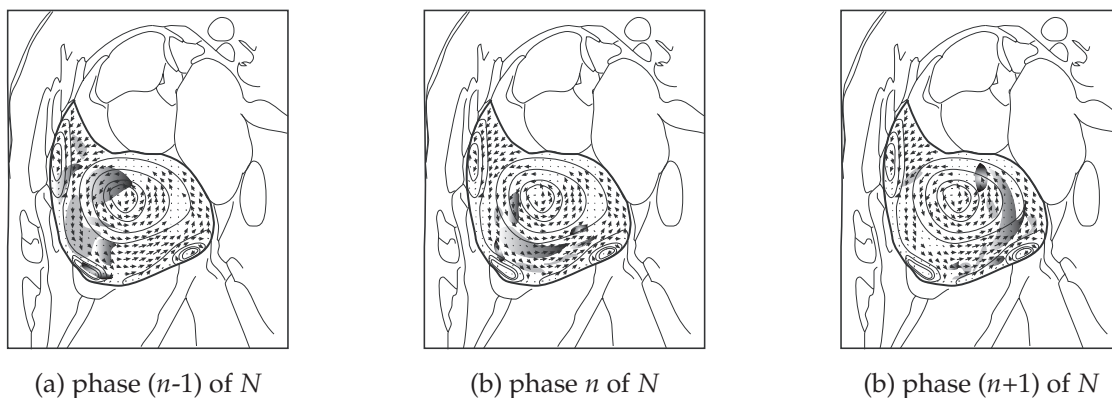 (a) phase (n-1) of N
(b) phase n of N
(b) phase (n+1) of N